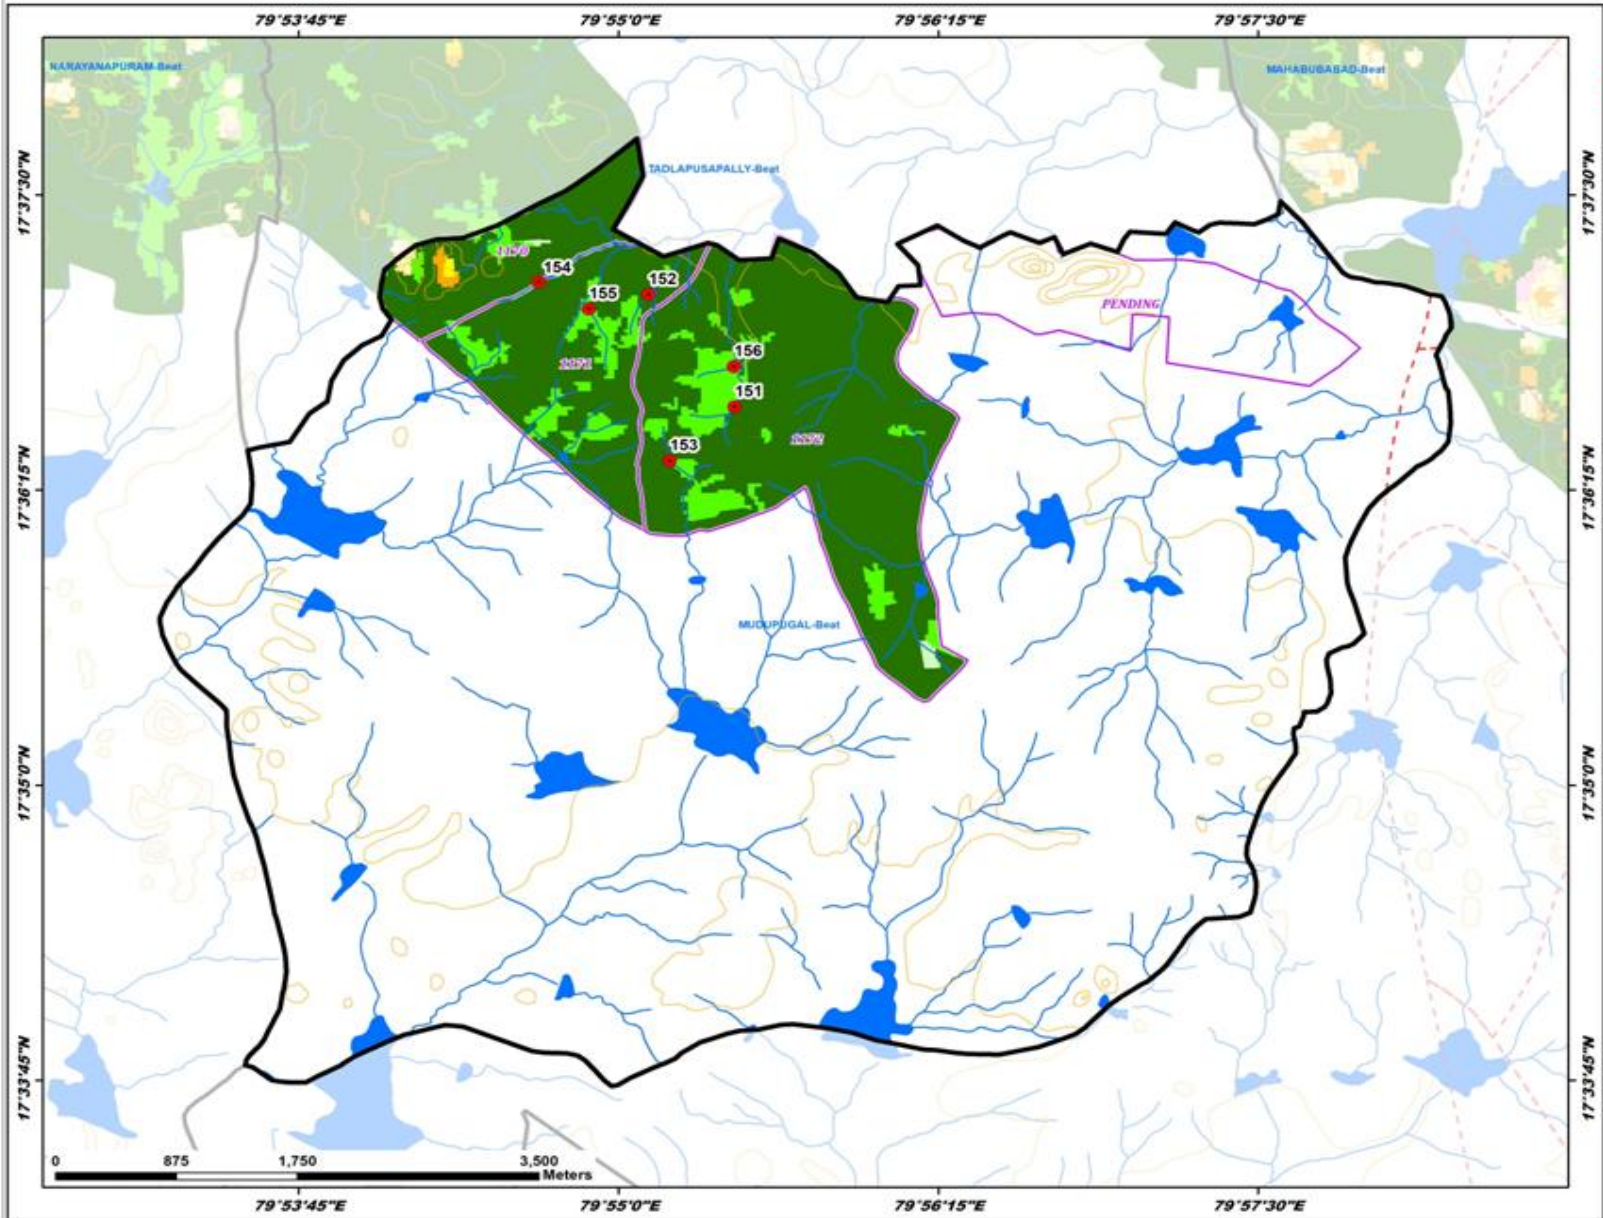 79°53'45"E 79°55'0"E 79°56'15"E 79°57'30"E
NARAYANAPURAM-Beat
MAHABUBABAD-Beat
TADLAPUSAPALLY-Beat
17°37'30"N
17°37'30"N
1170
154
155
152
PENDING
156
1171
151
1172
153
17°36'15"N
17°36'15"N
MUDUPUGAL-Beat
17°35'0"N
17°35'0"N
17°33'45"N
17°33'45"N
0 875 1,750 3,500
Meters
79°53'45"E 79°55'0"E 79°56'15"E 79°57'30"E